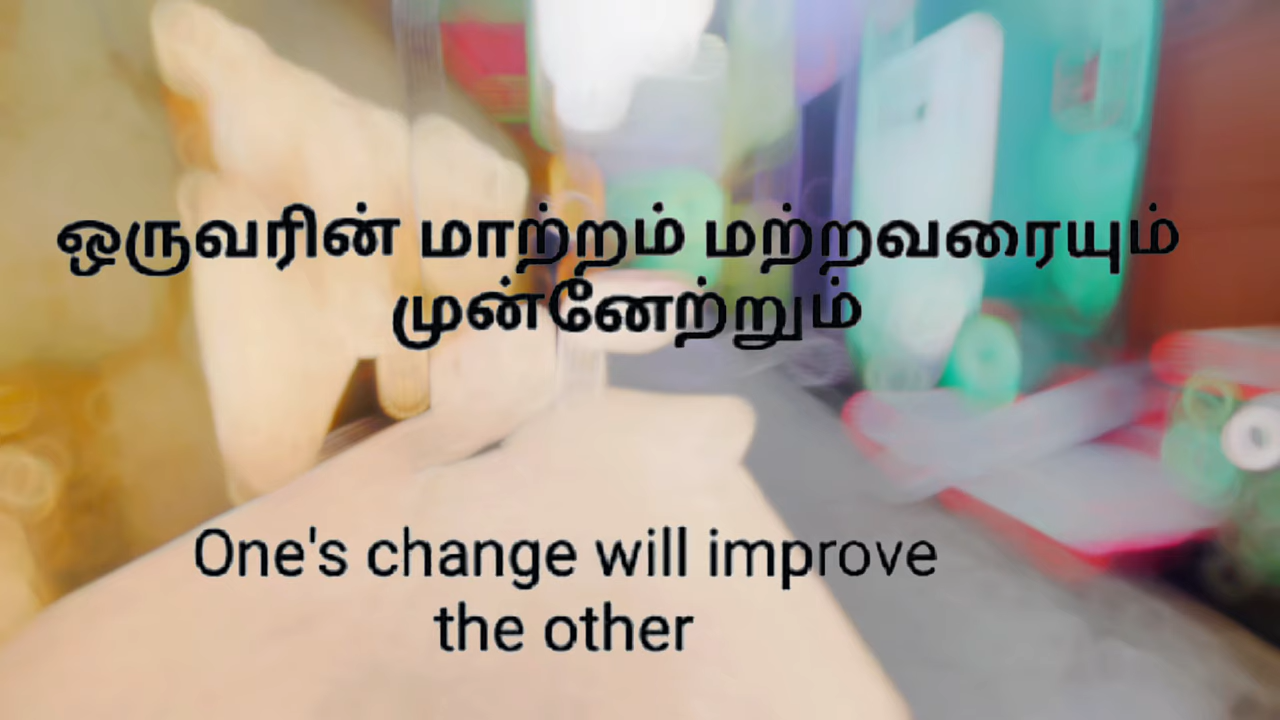 ஒருவரின் மாற்றம் மற்றவரையும்
முன்னேற்றும்
One's change will improve
the other